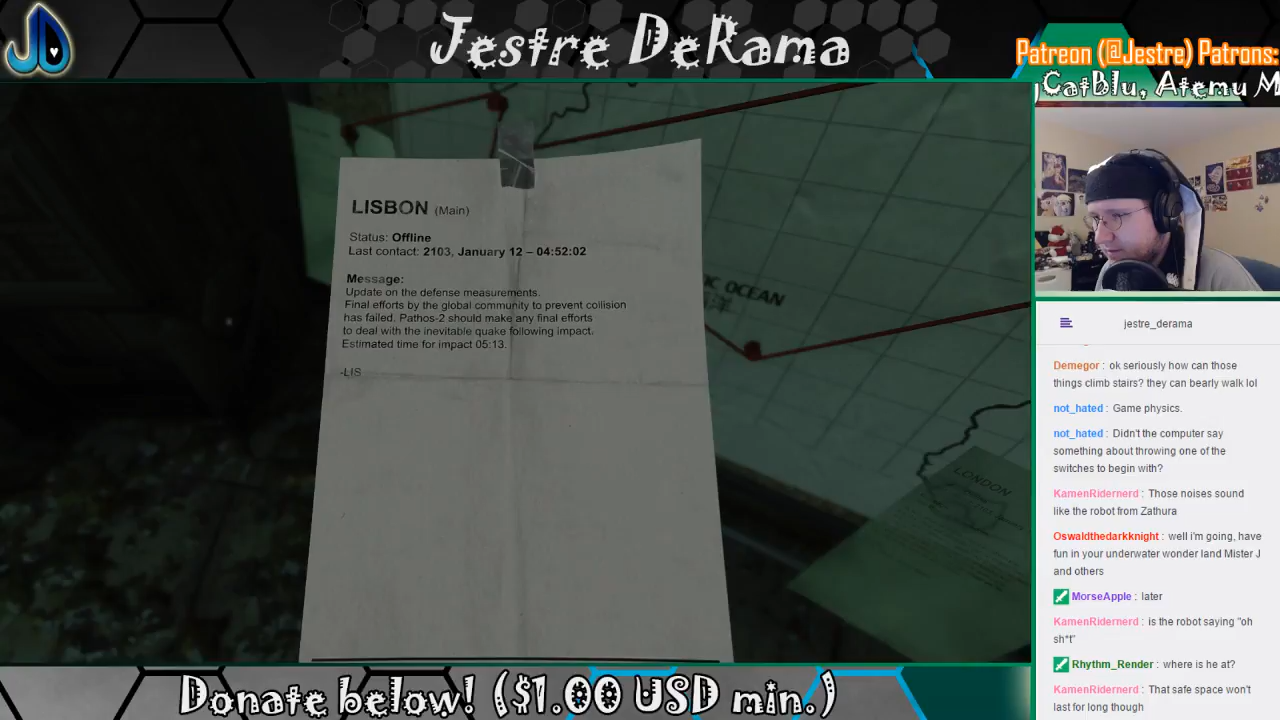 JD
Jestre DeRama
Patreon (@Jestre) Patrons:
CatBlu, Atemu M
LISBON (Main)
Status: Offline
Last contact: 2103, January 12 – 04:52:02
Message:
Update on the defense measurements.
Final efforts by the global community to prevent collision
has failed. Pathos-2 should make any final efforts
to deal with the inevitable quake following impact.
Estimated time for impact 05:13.
-LIS
OCEAN
LONDON
jestre_derama
Demegor : ok seriously how can those
things climb stairs? they can bearly walk lol
not_hated : Game physics.
not_hated : Didn't the computer say
something about throwing one of the
switches to begin with?
KamenRidernerd : Those noises sound
like the robot from Zathura
Oswaldthedarkknight : well i'm going, have
fun in your underwater wonder land Mister J
and others
MorseApple : later
KamenRidernerd : is the robot saying "oh
sh*t"
Rhythm_Render : where is he at?
KamenRidernerd : That safe space won't
last for long though
Donate below! ($1.00 USD min.)